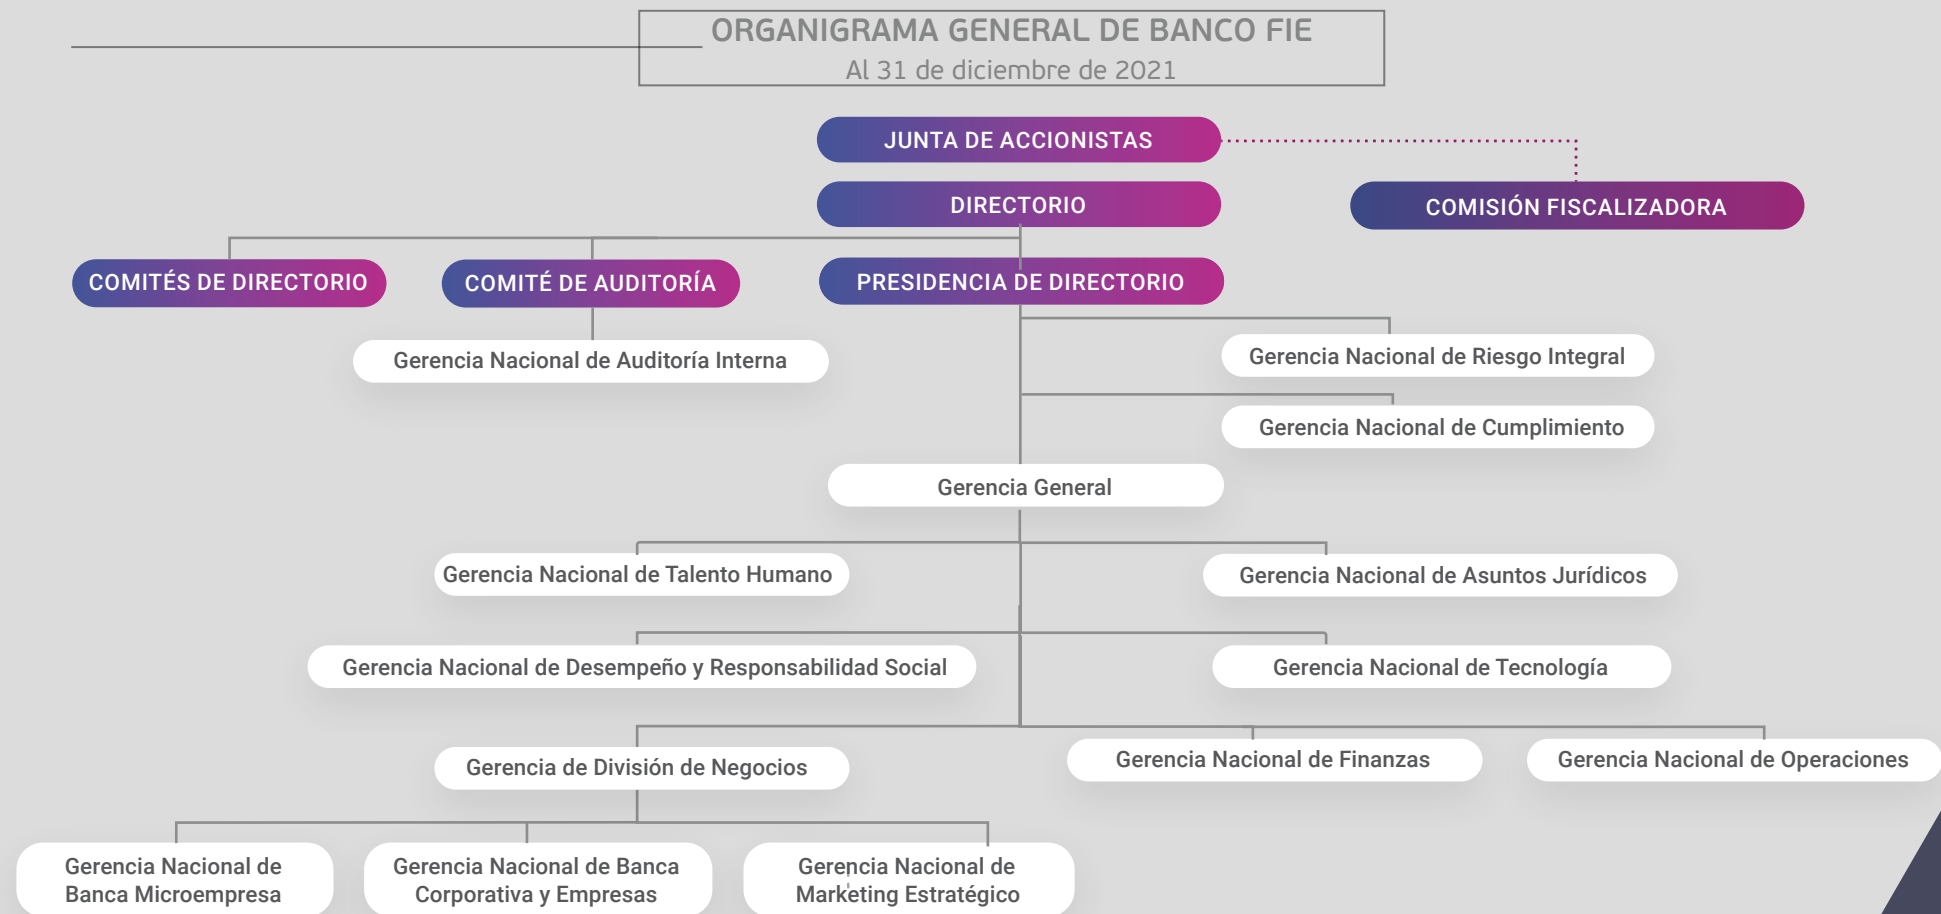 ORGANIGRAMA GENERAL DE BANCO FIE
Al 31 de diciembre de 2021
JUNTA DE ACCIONISTAS
DIRECTORIO
COMISIÓN FISCALIZADORA
COMITÉS DE DIRECTORIO
COMITÉ DE AUDITORÍA
PRESIDENCIA DE DIRECTORIO
Gerencia Nacional de Auditoría Interna
Gerencia Nacional de Riesgo Integral
Gerencia Nacional de Cumplimiento
Gerencia General
Gerencia Nacional de Talento Humano
Gerencia Nacional de Asuntos Jurídicos
Gerencia Nacional de Desempeño y Responsabilidad Social
Gerencia Nacional de Tecnología
Gerencia de División de Negocios
Gerencia Nacional de Finanzas
Gerencia Nacional de Operaciones
Gerencia Nacional de
Banca Microempresa
Gerencia Nacional de Banca
Corporativa y Empresas
Gerencia Nacional de
Marketing Estratégico